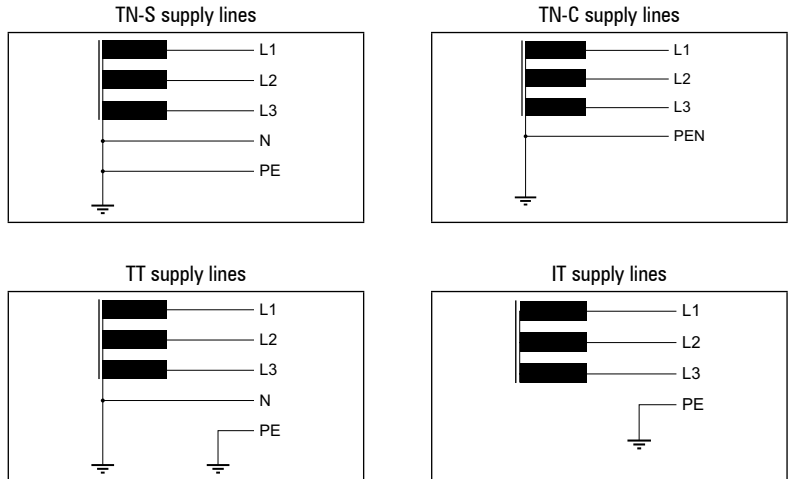 TN-S supply lines
L1
L2
L3
N
PE
TN-C supply lines
L1
L2
L3
PEN
TT supply lines
L1
L2
L3
N
PE
IT supply lines
L1
L2
L3
PE